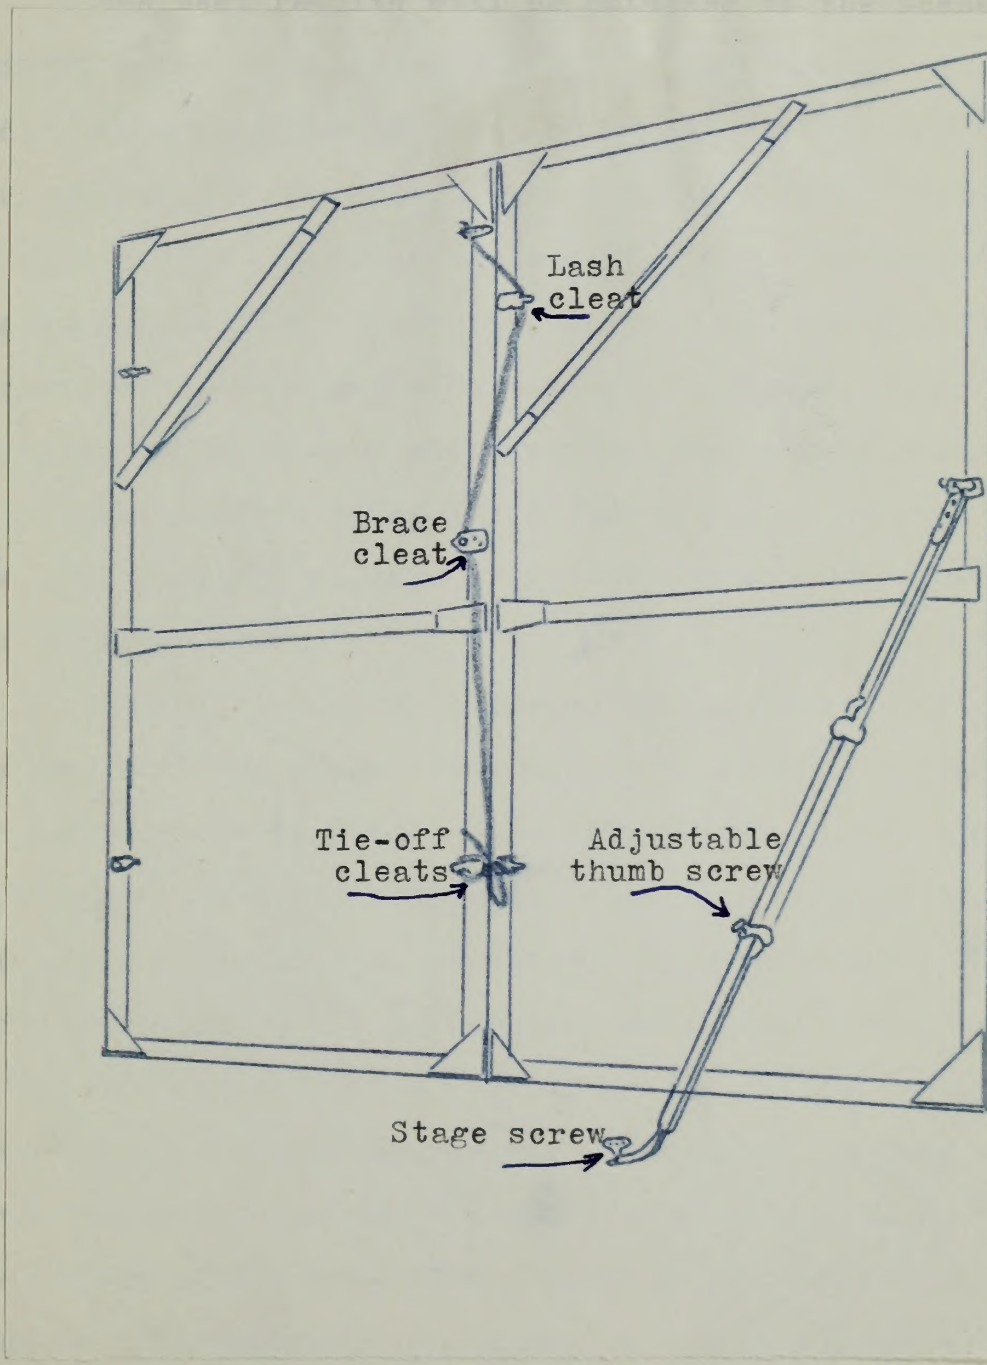 Lash
cleat
Brace
cleat
Tie-off
cleats
Adjustable
thumb screw
Stage screw